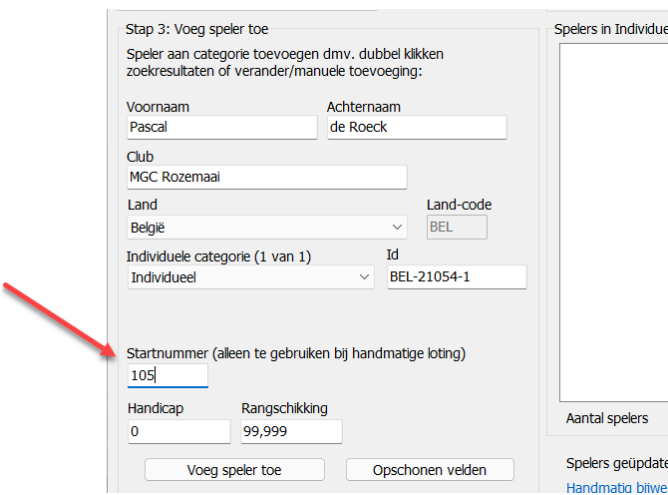 Stap 3: Voeg speler toe
Speler aan categorie toevoegen dmv. dubbel klikken
zoekresultaten of verander/manuele toevoeging:
Voornaam Achternaam
Pascal de Roeck
Club
MGC Rozemaai
Land Land-code
België BEL
Individuele categorie (1 van 1) Id
Individueel BEL-21054-1
Startnummer (alleen te gebruiken bij handmatige loting)
105
Handicap Rangschikking
0 99,999
Voeg speler toe Opschonen velden
Spelers in Individue
Aantal spelers
Spelers geüpdate
Handmatig bijwe